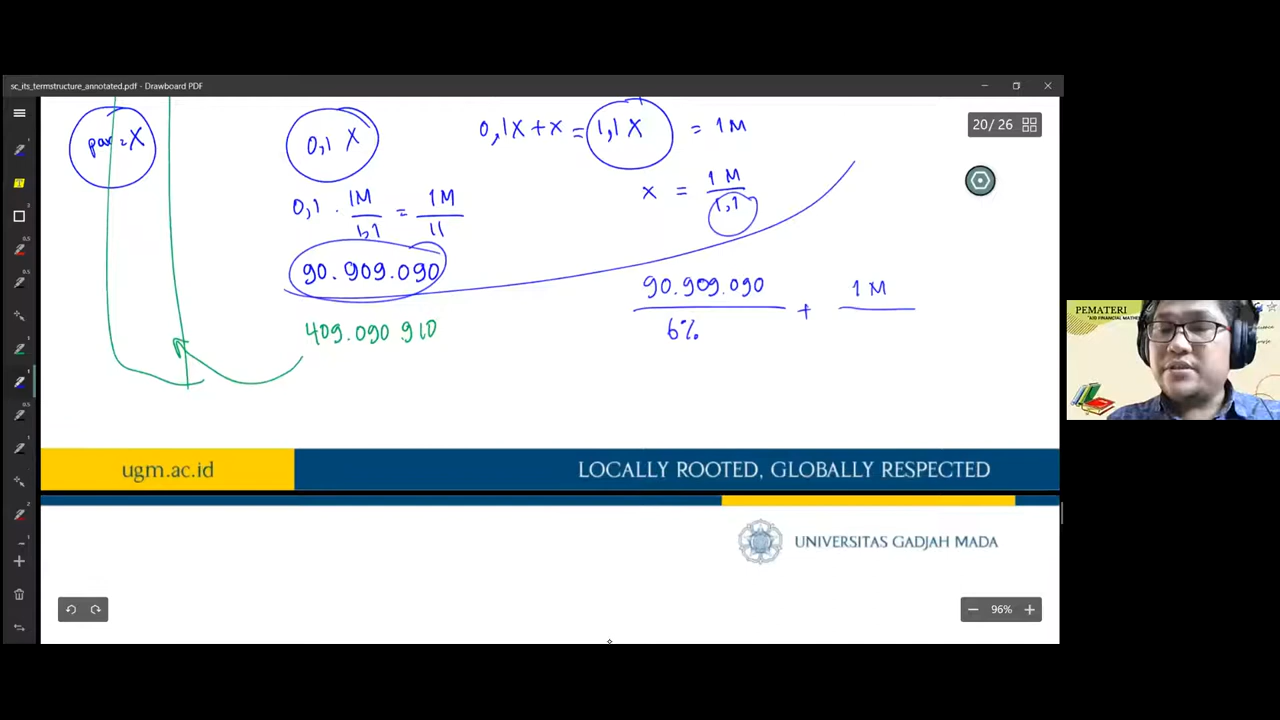 sc_its_termstructure_annotated.pdf - Drawboard PDF
20/ 26
par = X
0,1 X
0,1X + X = 1,1 X = 1M
X = 1 M / 1,1
0,1 . 1M / 1,1 = 1M / 11
90.909.090
409.090.910
90.909.090 / 6% + 1 M
PEMATERI
ugm.ac.id
LOCALLY ROOTED, GLOBALLY RESPECTED
UNIVERSITAS GADJAH MADA
96%